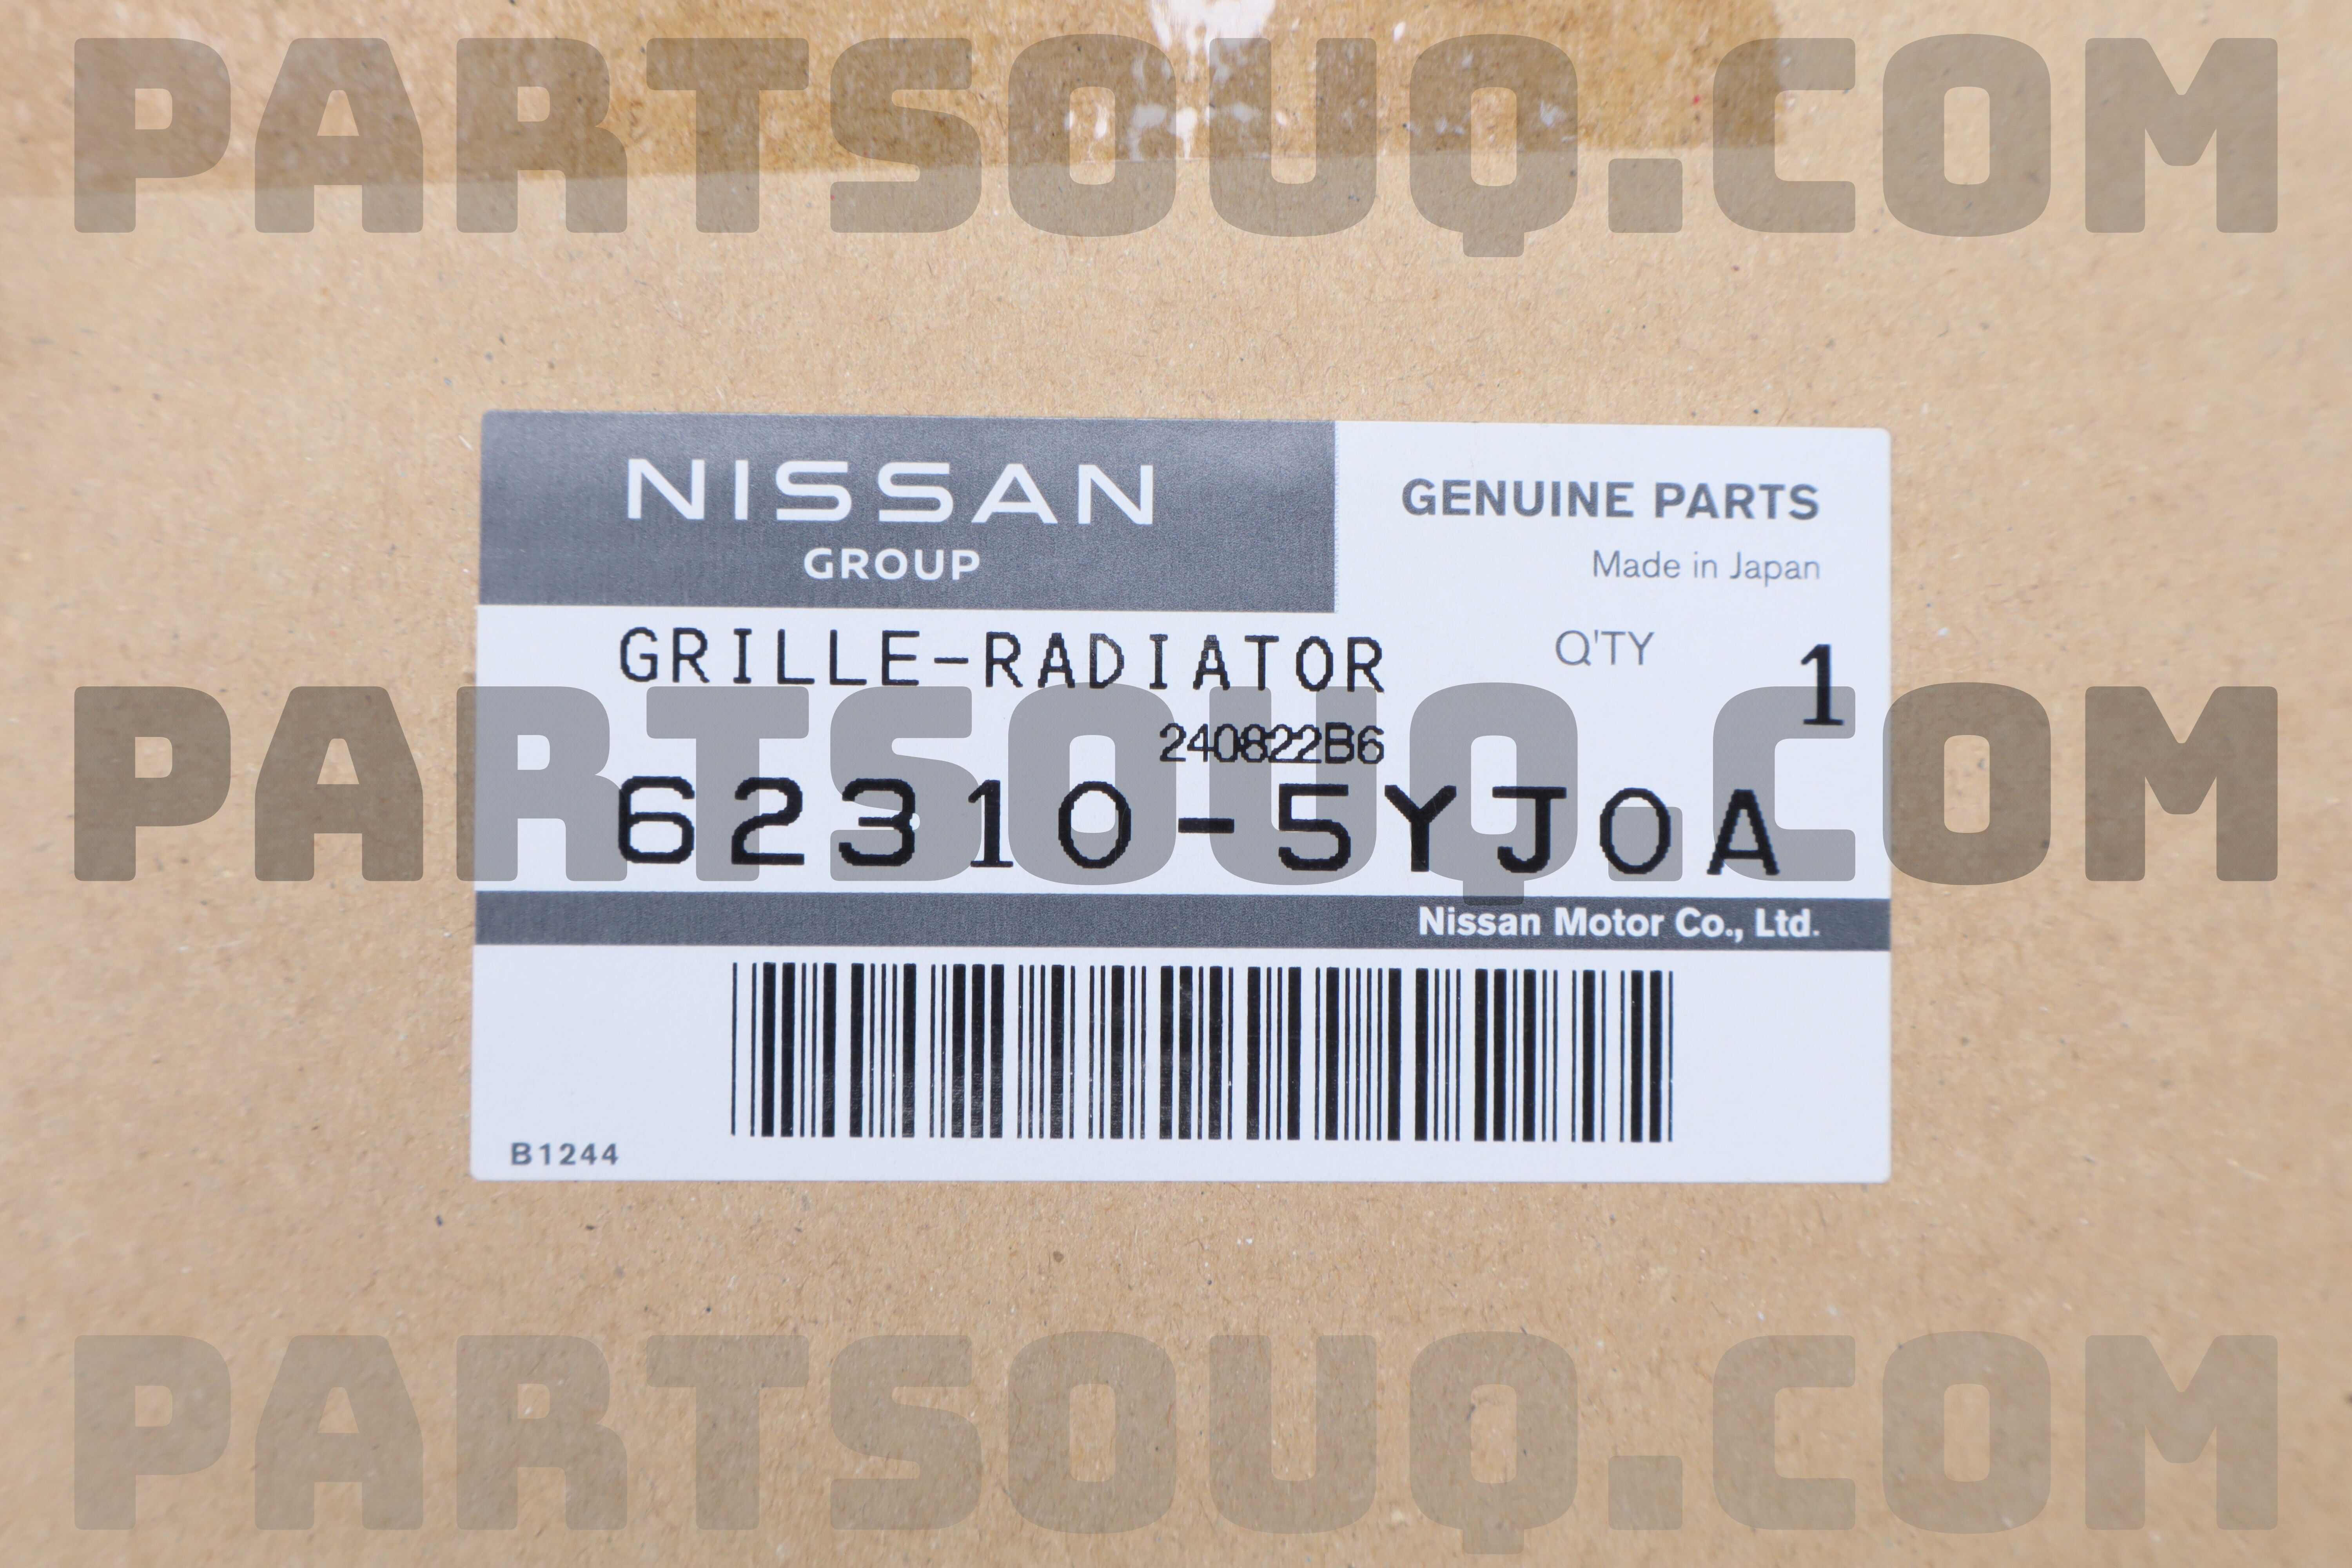 PARTSOUQ.COM
NISSAN
GROUP
GENUINE PARTS
Made in Japan
GRILLE-RADIATOR
Q'TY
1
240822B6
PARTSOUQ.COM
62310-5YJ0A
Nissan Motor Co., Ltd.
B1244
PARTSOUQ.COM